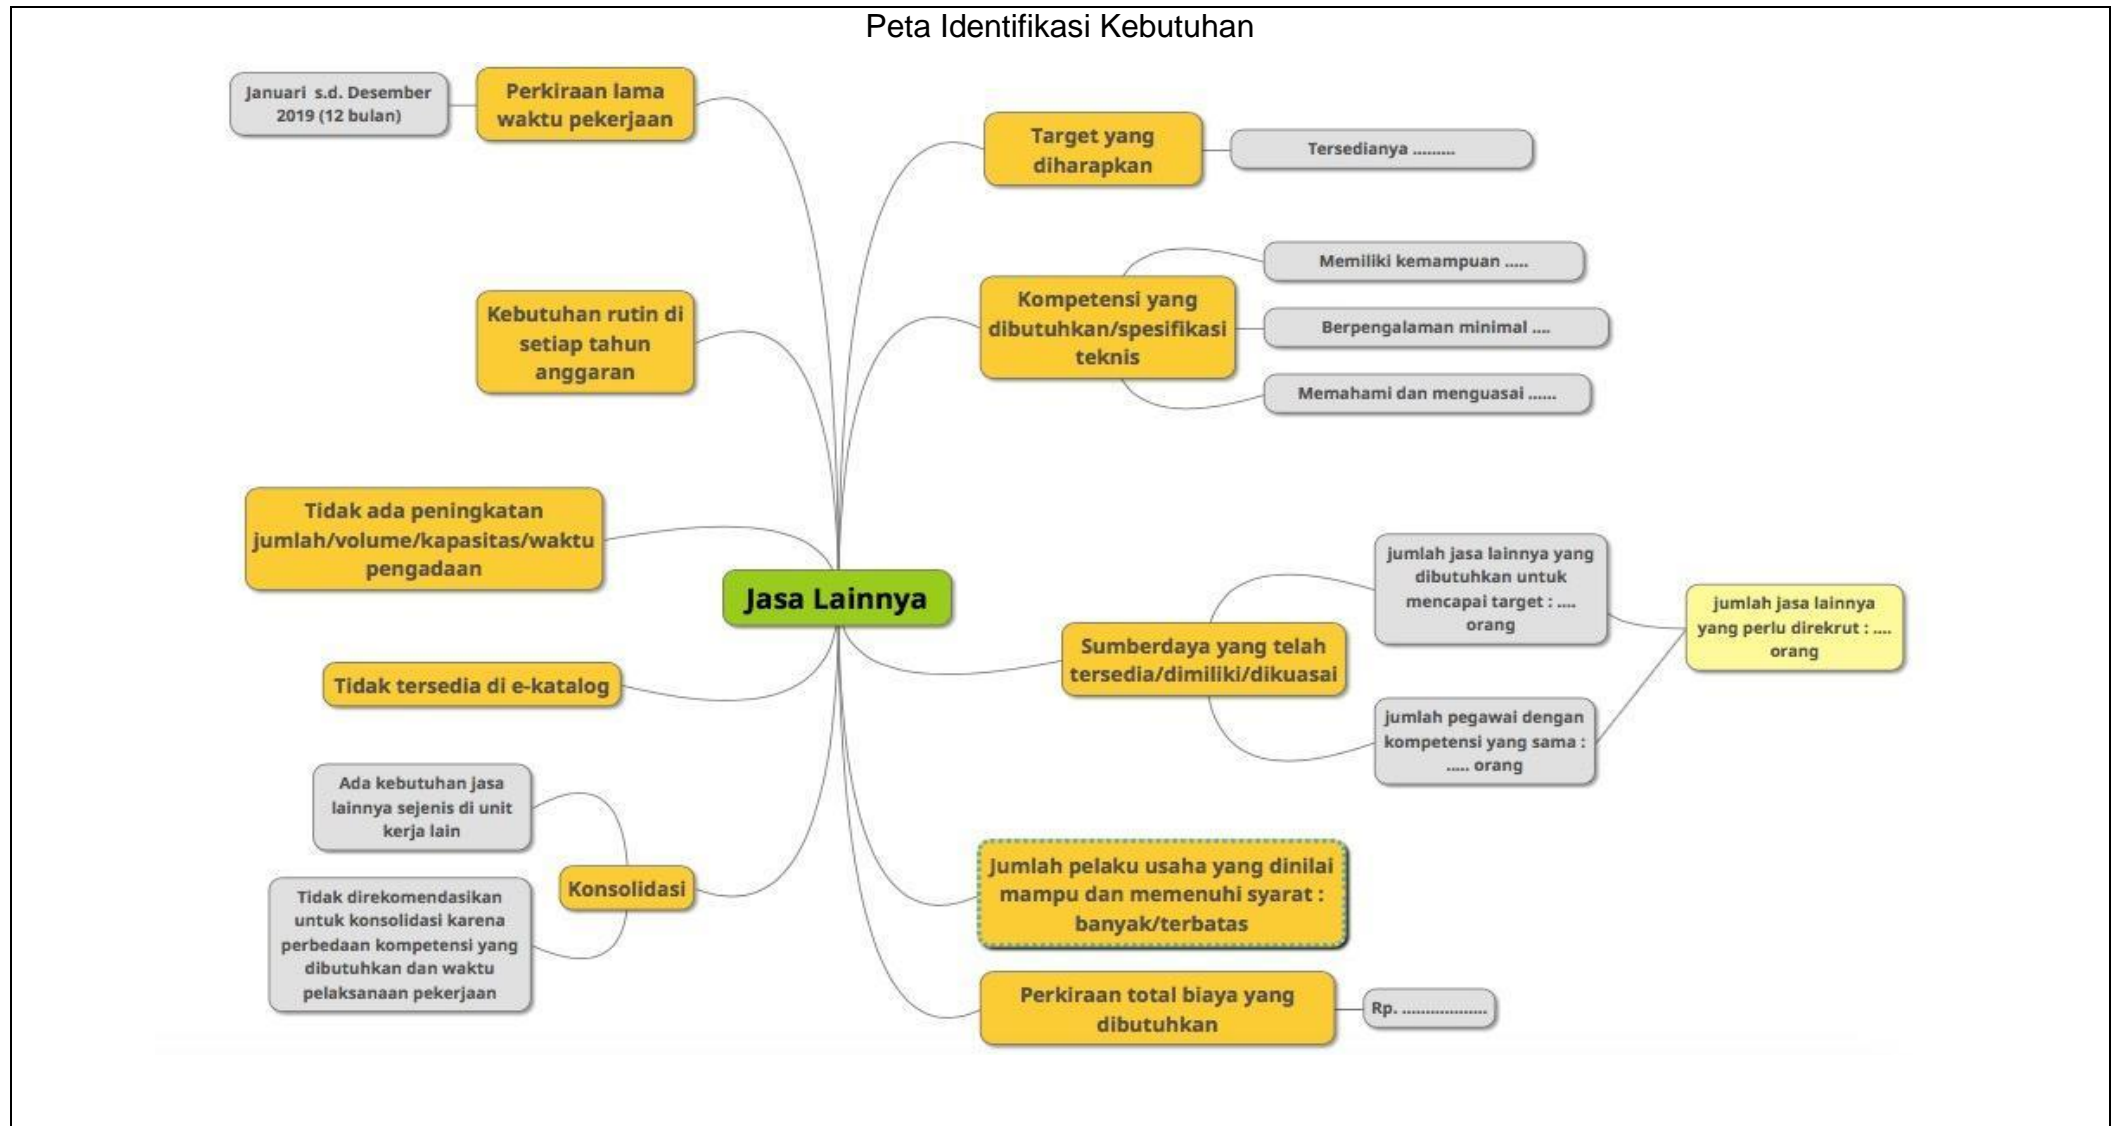 Peta Identifikasi Kebutuhan
Januari s.d. Desember
2019 (12 bulan)
Perkiraan lama
waktu pekerjaan
Target yang
diharapkan
Tersedianya .........
Kebutuhan rutin di
setiap tahun
anggaran
Kompetensi yang
dibutuhkan/spesifikasi
teknis
Memiliki kemampuan .....
Berpengalaman minimal ....
Memahami dan menguasai ......
Tidak ada peningkatan
jumlah/volume/kapasitas/waktu
pengadaan
Jasa Lainnya
Sumberdaya yang telah
tersedia/dimiliki/dikuasai
jumlah jasa lainnya yang
dibutuhkan untuk
mencapai target : ....
orang
jumlah pegawai dengan
kompetensi yang sama :
..... orang
jumlah jasa lainnya
yang perlu direkrut : ....
orang
Tidak tersedia di e-katalog
Ada kebutuhan jasa
lainnya sejenis di unit
kerja lain
Konsolidasi
Tidak direkomendasikan
untuk konsolidasi karena
perbedaan kompetensi yang
dibutuhkan dan waktu
pelaksanaan pekerjaan
Jumlah pelaku usaha yang dinilai
mampu dan memenuhi syarat :
banyak/terbatas
Perkiraan total biaya yang
dibutuhkan
Rp. ..................